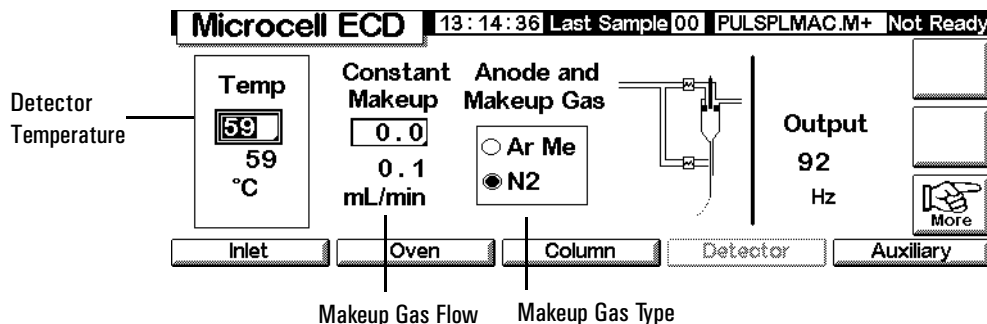 Microcell ECD 13:14:36 Last Sample 00 PULSPLMAC.M+ Not Ready
Detector
Temperature
Temp
59
59
°C
Constant
Makeup
0.0
0.1
mL/min
Anode and
Makeup Gas
Ar Me
N2
Output
92
Hz
More
Inlet Oven Column Detector Auxiliary
Makeup Gas Flow Makeup Gas Type